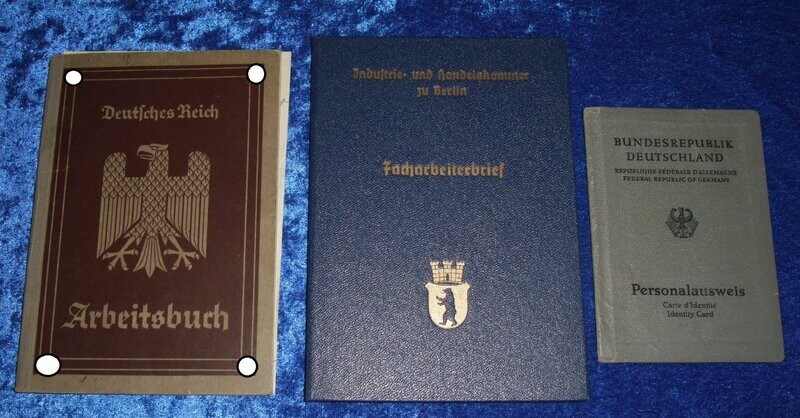 Deutsches Reich
Arbeitsbuch
Industrie- und Handelskammer
zu Berlin
Facharbeiterbrief
BUNDESREPUBLIK
DEUTSCHLAND
REPUBLIQUE FÉDÉRALE D'ALLEMAGNE
FEDERAL REPUBLIC OF GERMANY
Personalausweis
Carte d'Identité
Identity Card